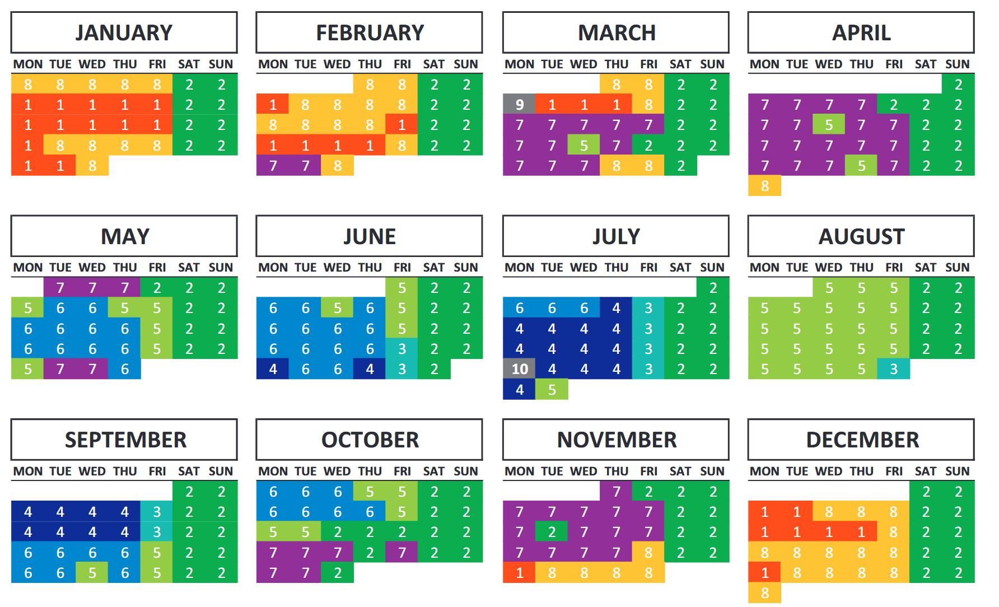 JANUARY FEBRUARY MARCH APRIL
MON TUE WED THU FRI SAT SUN MON TUE WED THU FRI SAT SUN MON TUE WED THU FRI SAT SUN MON TUE WED THU FRI SAT SUN
8 8 8 8 8 2 2 8 8 2 2 8 8 2 2 2
1 1 1 1 1 2 2 1 8 8 8 8 2 2 9 1 1 1 8 2 2 7 7 7 7 2 2 2
1 1 1 1 1 2 2 8 8 8 8 1 2 2 7 7 7 7 7 2 2 7 7 5 7 7 2 2
1 8 8 8 8 2 2 1 1 1 1 8 2 2 7 7 5 7 2 2 2 7 7 7 7 7 2 2
1 1 8 7 7 8 7 7 7 8 8 2 7 7 7 5 7 2 2
8
MAY JUNE JULY AUGUST
MON TUE WED THU FRI SAT SUN MON TUE WED THU FRI SAT SUN MON TUE WED THU FRI SAT SUN MON TUE WED THU FRI SAT SUN
7 7 7 2 2 2 5 2 2 2 5 5 5 2 2
5 6 6 5 5 2 2 6 6 5 6 5 2 2 6 6 6 4 3 2 2 5 5 5 5 5 2 2
6 6 6 6 5 2 2 6 6 6 6 5 2 2 4 4 4 4 3 2 2 5 5 5 5 5 2 2
6 6 6 6 5 2 2 6 6 6 6 3 2 2 4 4 4 4 3 2 2 5 5 5 5 5 2 2
5 7 7 6 4 6 6 4 3 2 10 4 4 4 3 2 2 5 5 5 5 3
4 5
SEPTEMBER OCTOBER NOVEMBER DECEMBER
MON TUE WED THU FRI SAT SUN MON TUE WED THU FRI SAT SUN MON TUE WED THU FRI SAT SUN MON TUE WED THU FRI SAT SUN
2 2 6 6 6 5 5 2 2 7 2 2 2 2 2
4 4 4 4 3 2 2 6 6 6 6 5 2 2 7 7 7 7 7 2 2 1 1 8 8 8 2 2
4 4 4 4 3 2 2 5 5 2 2 2 2 2 7 2 7 7 7 2 2 1 1 1 1 8 2 2
6 6 6 6 5 2 2 7 7 7 2 7 2 2 7 7 7 7 8 2 2 8 8 8 8 8 2 2
6 6 5 6 5 2 2 7 7 2 1 8 8 8 8 1 8 8 8 8 2 2
8